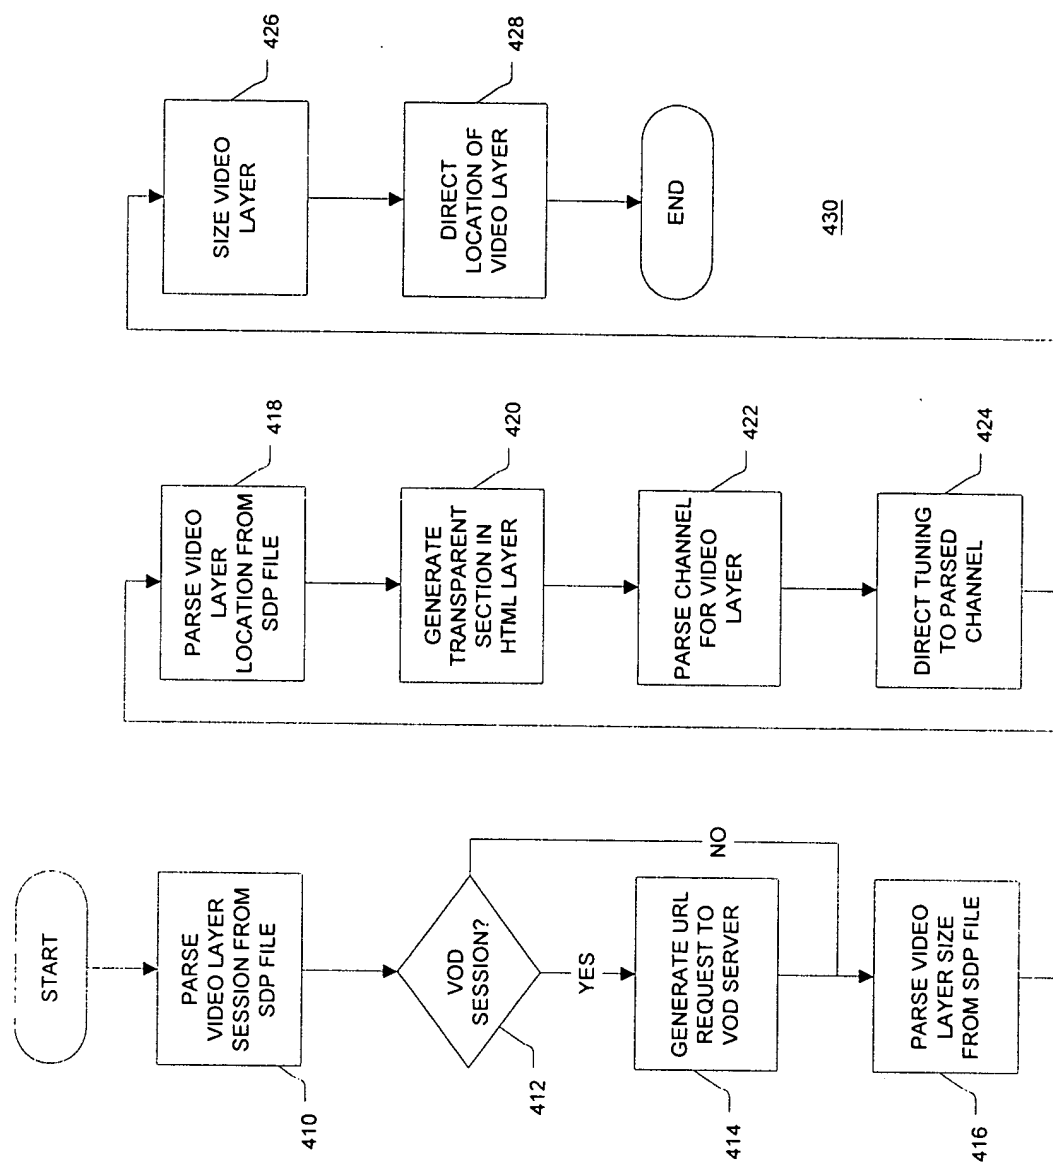 START
PARSE
VIDEO LAYER
SESSION FROM
SDP FILE
410
VOD
SESSION?
412
YES
NO
GENERATE URL
REQUEST TO
VOD SERVER
414
PARSE VIDEO
LAYER SIZE
FROM SDP FILE
416
PARSE VIDEO
LAYER
LOCATION FROM
SDP FILE
418
GENERATE
TRANSPARENT
SECTION IN
HTML LAYER
420
PARSE CHANNEL
FOR VIDEO
LAYER
422
DIRECT TUNING
TO PARSED
CHANNEL
424
SIZE VIDEO
LAYER
426
DIRECT
LOCATION OF
VIDEO LAYER
428
END
430